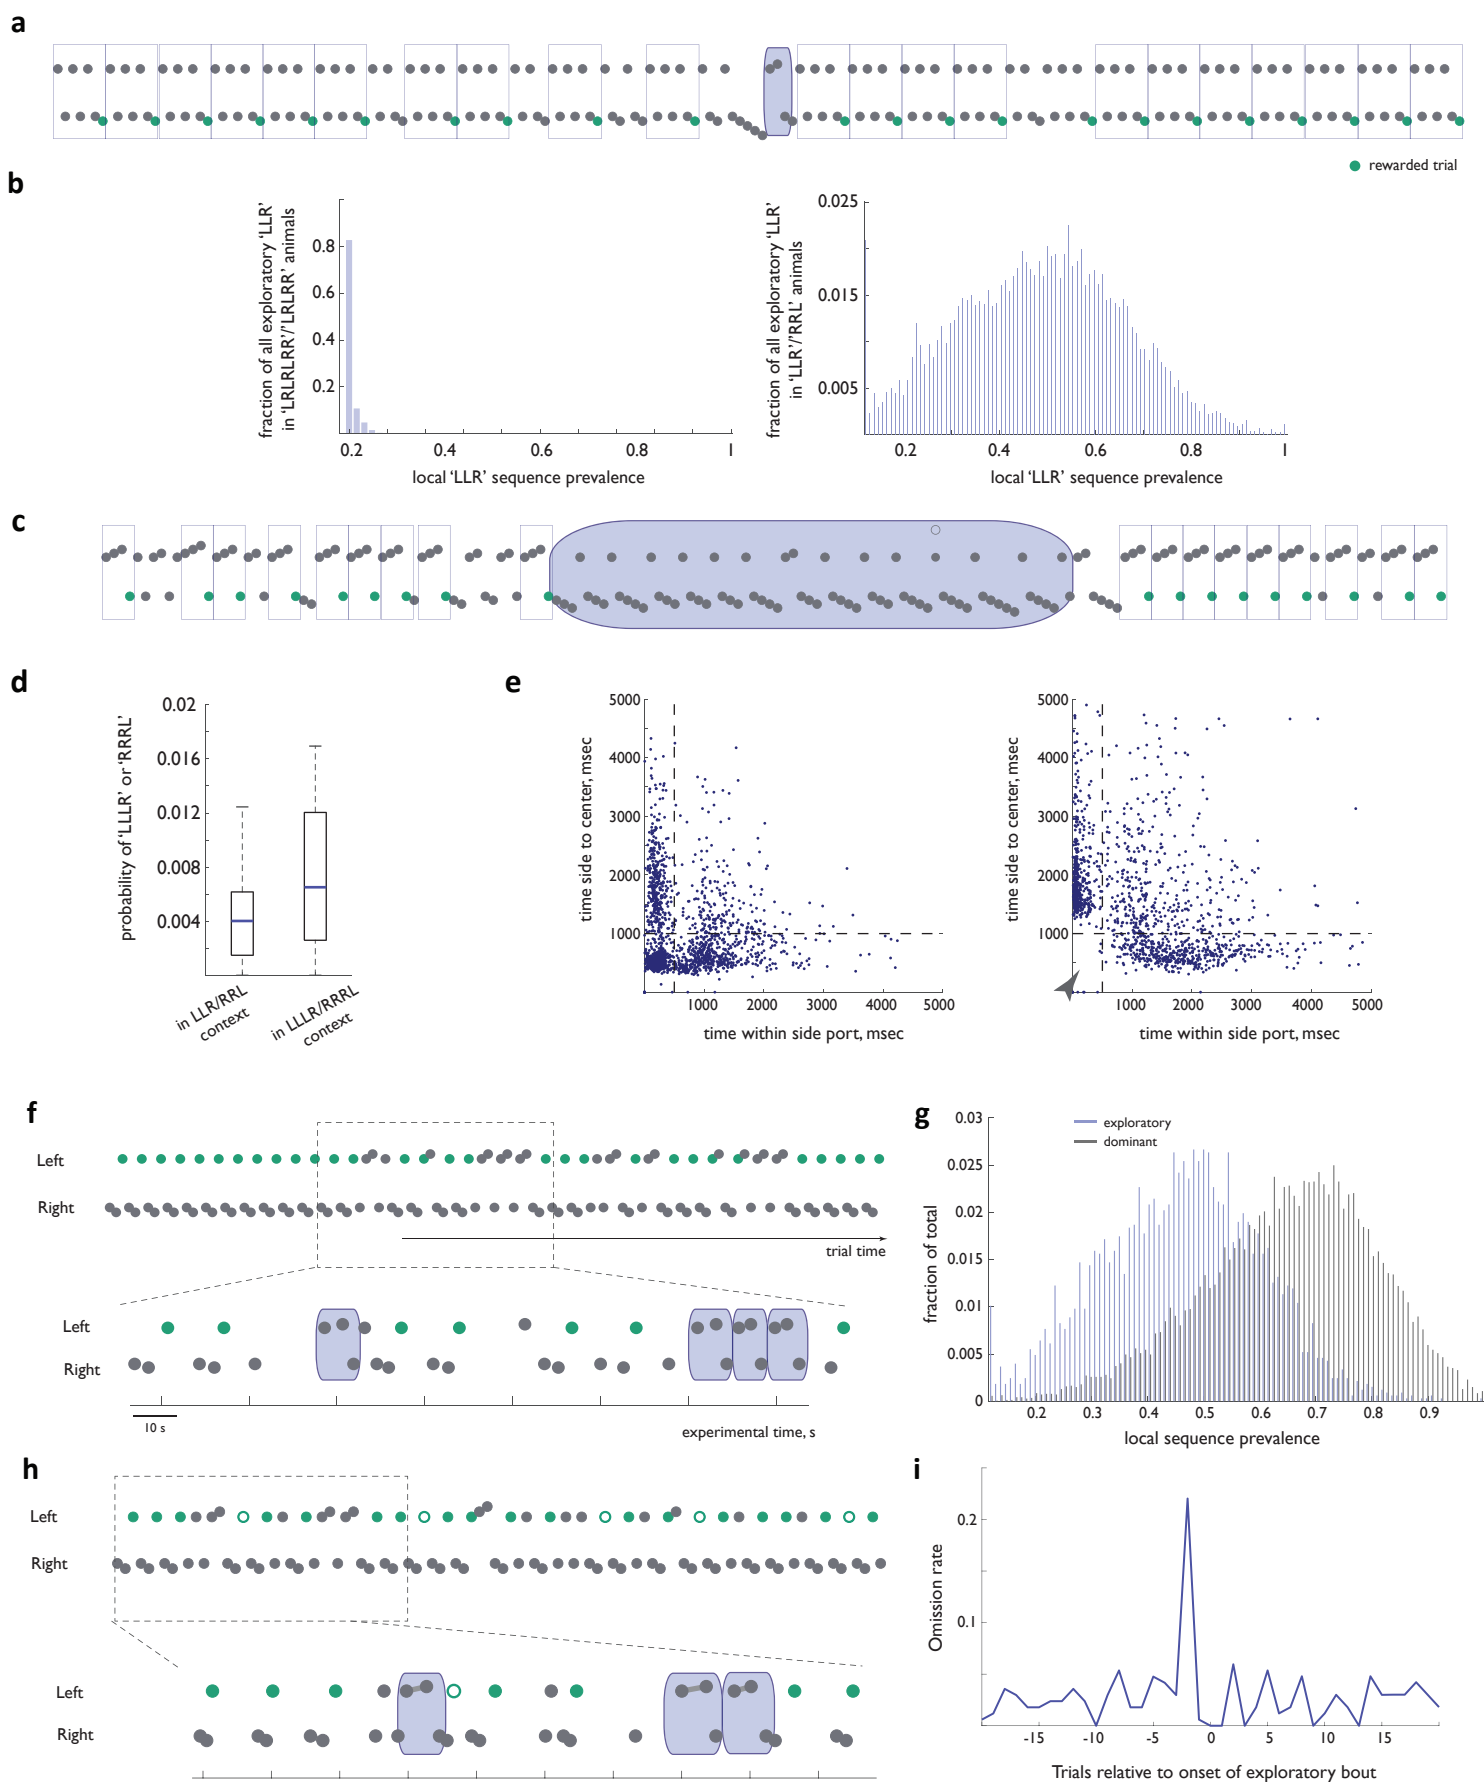 a
rewarded trial
b
fraction of all exploratory 'LLR'
in 'LRLRLRR'/'LRLRR' animals
0.8
0.6
0.4
0.2
0.2 0.4 0.6 0.8 1
local 'LLR' sequence prevalence
fraction of all exploratory 'LLR'
in 'LLR'/'RRL' animals
0.025
0.015
0.005
0.2 0.4 0.6 0.8 1
local 'LLR' sequence prevalence
c
d
probability of 'LLLR' or 'RRRL'
0.02
0.016
0.012
0.008
0.004
in LLR/RRL
context
in LLLR/RRRL
context
e
time side to center, msec
5000
4000
3000
2000
1000
1000 2000 3000 4000 5000
time within side port, msec
time side to center, msec
5000
4000
3000
2000
1000
1000 2000 3000 4000 5000
time within side port, msec
f
Left
Right
trial time
Left
Right
10 s
experimental time, s
g
exploratory
dominant
fraction of total
0.03
0.025
0.02
0.015
0.01
0.005
0
0.2 0.3 0.4 0.5 0.6 0.7 0.8 0.9
local sequence prevalence
h
Left
Right
Left
Right
i
Omission rate
0.2
0.1
-15 -10 -5 0 5 10 15
Trials relative to onset of exploratory bout